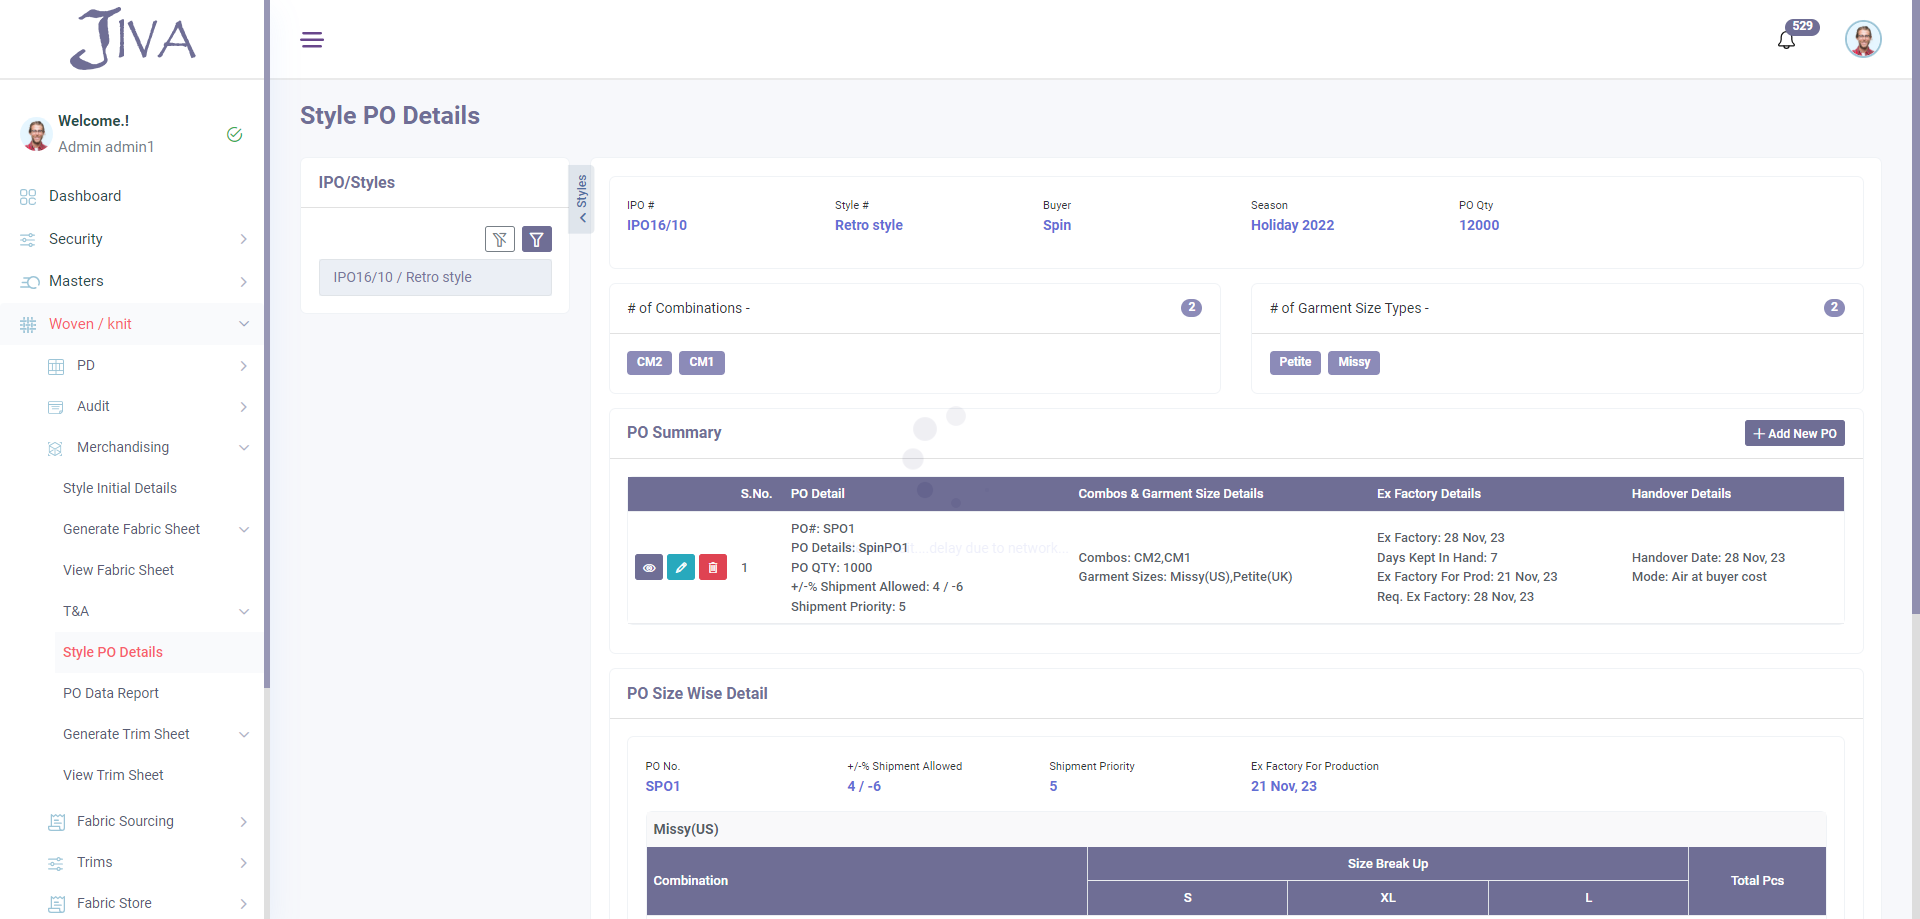 JIVA
529
Welcome.!
Admin admin1
Dashboard
Security
Masters
Woven / knit
PD
Audit
Merchandising
Style Initial Details
Generate Fabric Sheet
View Fabric Sheet
T&A
Style PO Details
PO Data Report
Generate Trim Sheet
View Trim Sheet
Fabric Sourcing
Trims
Fabric Store
Style PO Details
IPO/Styles
IPO16/10 / Retro style
Styles
IPO #
IPO16/10
Style #
Retro style
Buyer
Spin
Season
Holiday 2022
PO Qty
12000
# of Combinations -
2
CM2 CM1
# of Garment Size Types -
2
Petite Missy
PO Summary
Add New PO
S.No. PO Detail Combos & Garment Size Details Ex Factory Details Handover Details
1
PO#: SPO1
PO Details: SpinPO1
PO QTY: 1000
+/-% Shipment Allowed: 4 / -6
Shipment Priority: 5
Combos: CM2,CM1
Garment Sizes: Missy(US),Petite(UK)
Ex Factory: 28 Nov, 23
Days Kept In Hand: 7
Ex Factory For Prod: 21 Nov, 23
Req. Ex Factory: 28 Nov, 23
Handover Date: 28 Nov, 23
Mode: Air at buyer cost
delay due to network...
PO Size Wise Detail
PO No.
SPO1
+/-% Shipment Allowed
4 / -6
Shipment Priority
5
Ex Factory For Production
21 Nov, 23
Missy(US)
Combination
Size Break Up
S XL L
Total Pcs